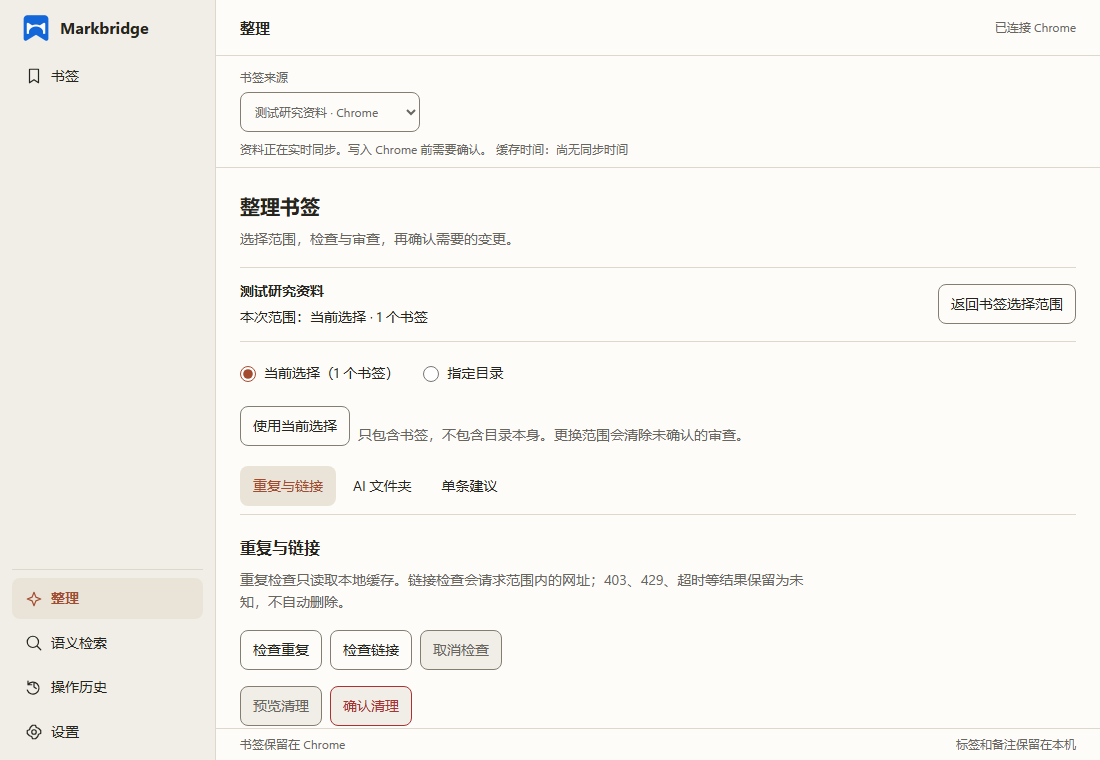 Markbridge
书签
整理
语义检索
操作历史
设置
整理
已连接 Chrome
书签来源
测试研究资料 · Chrome
资料正在实时同步。写入 Chrome 前需要确认。 缓存时间：尚无同步时间
整理书签
选择范围，检查与审查，再确认需要的变更。
测试研究资料
本次范围：当前选择 · 1 个书签
返回书签选择范围
当前选择（1 个书签）
指定目录
使用当前选择
只包含书签，不包含目录本身。更换范围会清除未确认的审查。
重复与链接
AI 文件夹
单条建议
重复与链接
重复检查只读取本地缓存。链接检查会请求范围内的网址；403、429、超时等结果保留为未
知，不自动删除。
检查重复
检查链接
取消检查
预览清理
确认清理
书签保留在 Chrome
标签和备注保留在本机